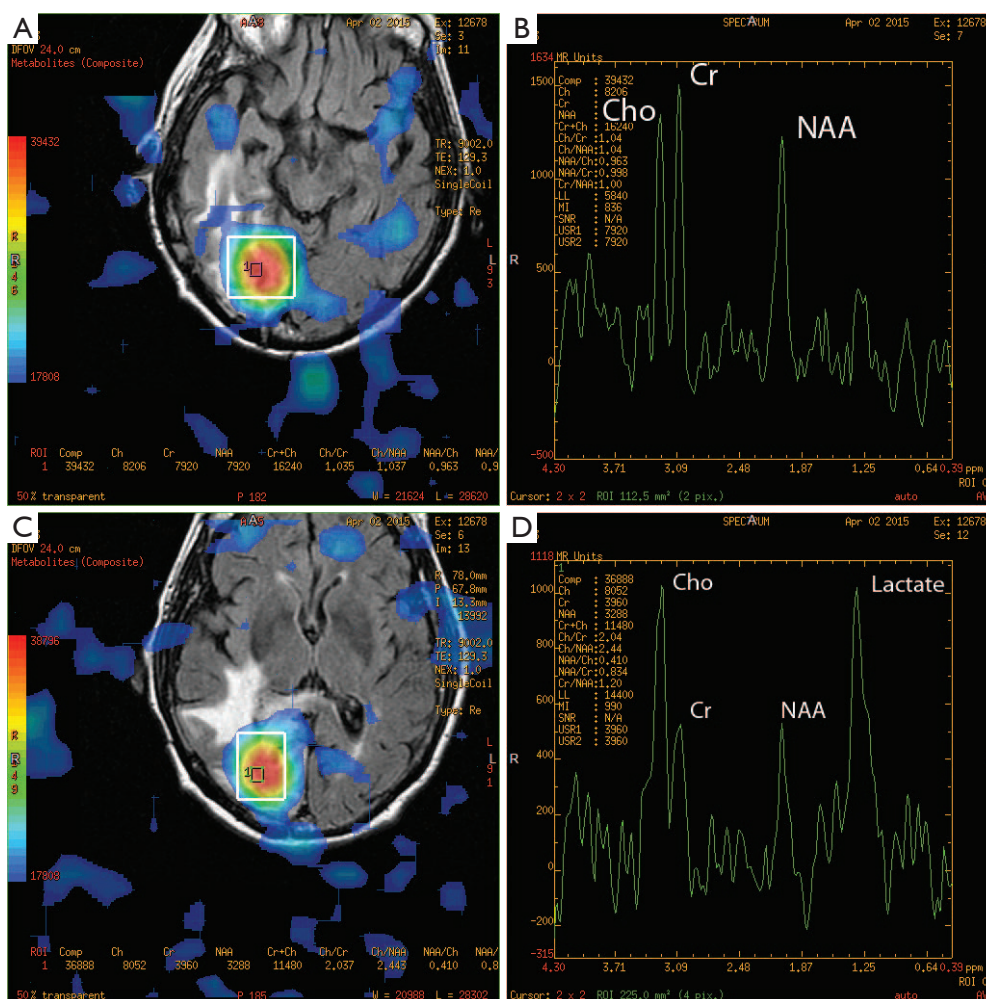 A
AA8
Apr 02 2015
Ex: 12678
Se: 3
Im: 11
DFOV 24.0 cm
Metabolites (Composite)
39432
17808
TR: 9002.0
TE: 129.3
NEX: 1.0
SingleCoil
Type: Re
R
L
1
ROI Comp Ch Cr NAA Cr+Ch Ch/Cr Ch/NAA NAA/Ch NAA/
1 39432 8206 7920 7920 16240 1.035 1.037 0.963 0.9
50% transparent
P 182
W = 21624 L = 28620
B
SPECTRUM
A
Apr 02 2015
Ex: 12678
Se: 7
1634 MR Units
Comp : 39432
Ch : 8206
Cr :
NAA :
Cr+Ch : 16240
Ch/Cr : 1.04
Ch/NAA:1.04
NAA/Ch:0.963
NAA/Cr:0.998
Cr/NAA:1.00
LL : 5840
MI : 836
SNR : N/A
USR1 : 7920
USR2 : 7920
Cho
Cr
NAA
1500
1000
500
0
-500
R
4.30 3.71 3.09 2.48 1.87 1.25 0.64 0.39 ppm
ROI
Cursor: 2 x 2 ROI 112.5 mm² (2 pix.) auto
C
Apr 02 2015
Ex: 12678
Se: 6
Im: 13
DFOV 24.0 cm
Metabolites (Composite)
R 78.0mm
P 67.8mm
I 13.3mm
13992
38796
17808
TR: 9002.0
TE: 129.3
NEX: 1.0
SingleCoil
Type: Re
R
L
1
ROI Comp Ch Cr NAA Cr+Ch Ch/Cr Ch/NAA NAA/Ch NAA/
1 36888 8052 3960 3288 11480 2.037 2.443 0.410 0.8
50% transparent
P 185
W = 20988 L = 28302
D
SPECTRUM
A
Apr 02 2015
Ex: 12678
Se: 12
1118 MR Units
1
Comp : 36888
Ch : 8052
Cr : 3960
NAA : 3288
Cr+Ch : 11480
Ch/Cr : 2.04
Ch/NAA:2.44
NAA/Ch:0.410
NAA/Cr:0.834
Cr/NAA:1.20
LL : 14400
MI : 990
SNR : N/A
USR1 : 3960
USR2 : 3960
Cho
Cr
NAA
Lactate
1000
800
600
400
200
0
-200
-315
R
4.30 3.71 3.09 2.48 1.87 1.25 0.64 0.39 ppm
ROI
Cursor: 2 x 2 ROI 225.0 mm² (4 pix.) auto